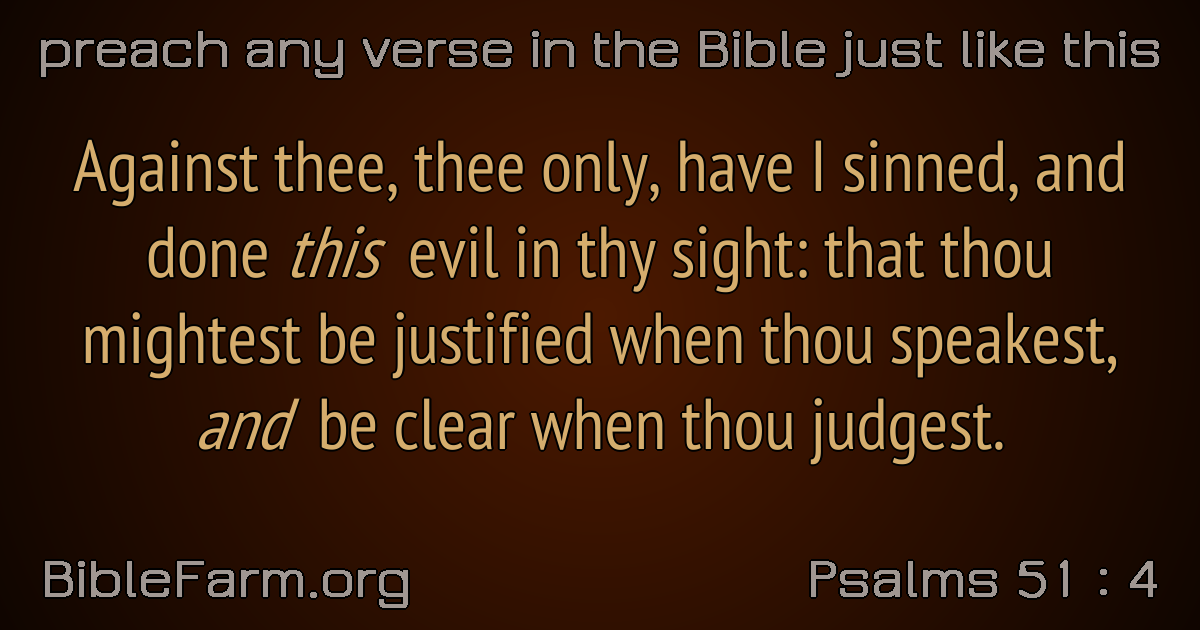 preach any verse in the Bible just like this
Against thee, thee only, have I sinned, and
done this evil in thy sight: that thou
mightest be justified when thou speakest,
and be clear when thou judgest.
BibleFarm.org
Psalms 51 : 4